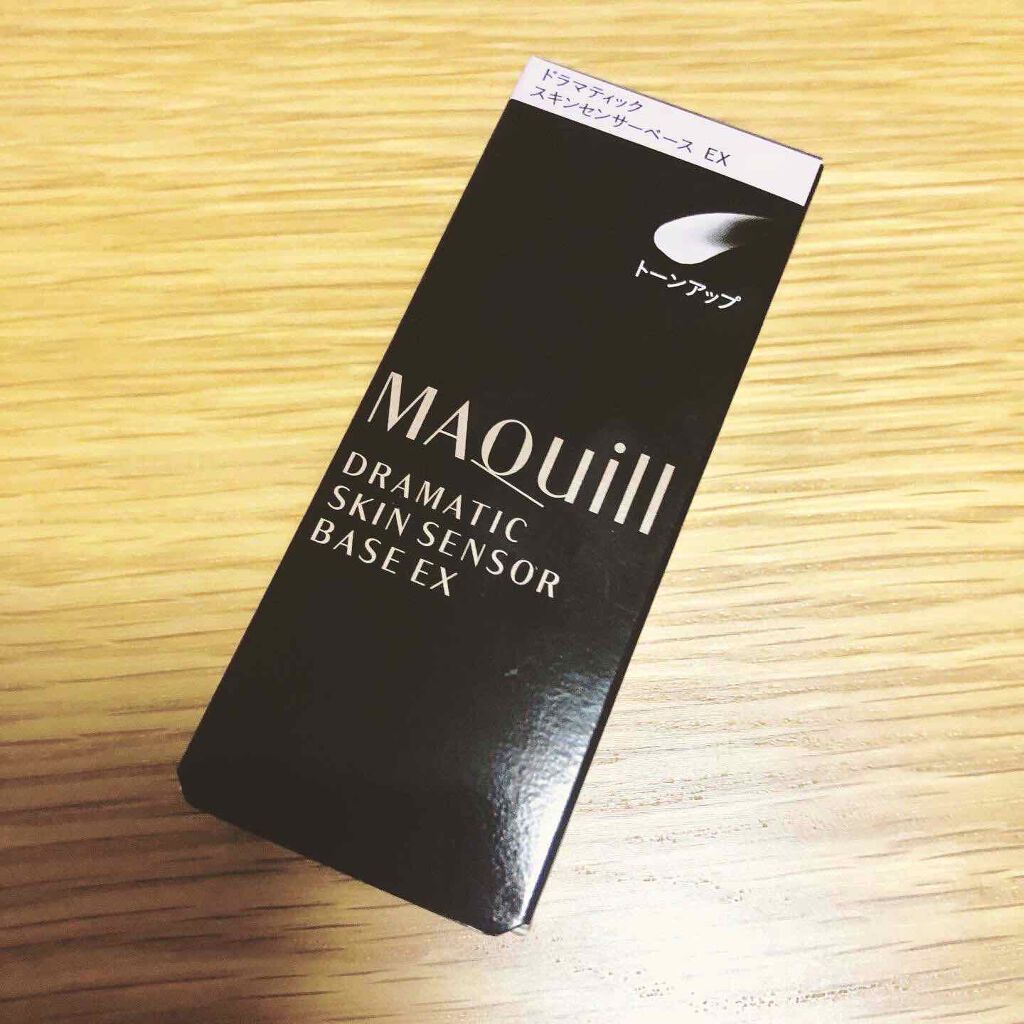 ドラマティック
スキンセンサーベース EX
トーンアップ
MAQuill
DRAMATIC
SKIN SENSOR
BASE EX